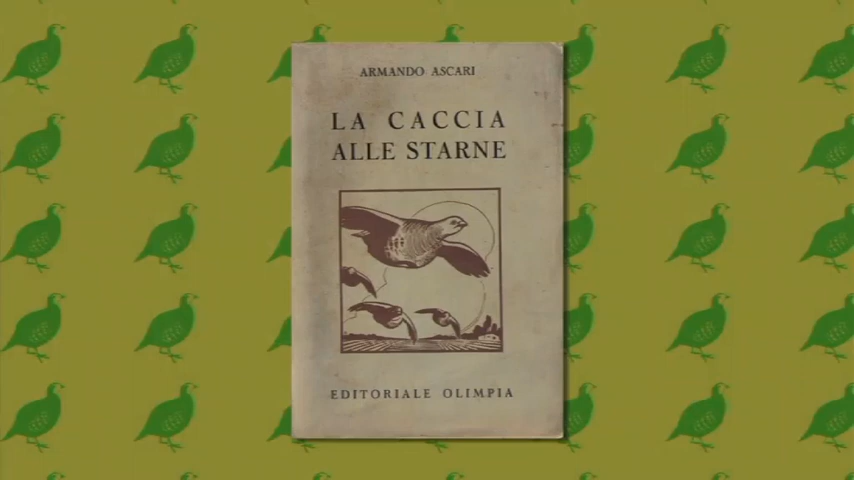 ARMANDO ASCARI
LA CACCIA
ALLE STARNE
EDITORIALE OLIMPIA